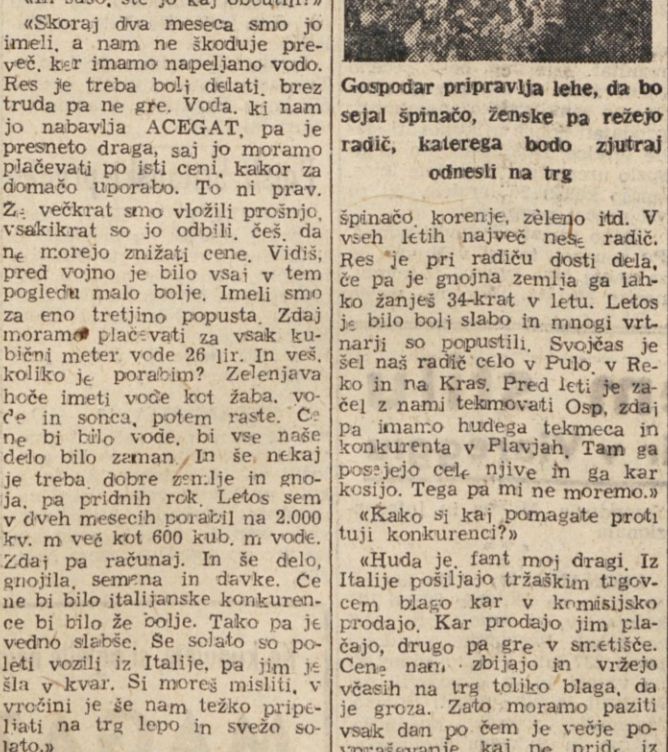 «In sušo, ste jo kaj občutili?»
«Skoraj dva meseca smo jo
imeli, a nam ne škoduje pre-
več, ker imamo napeljano vodo.
Res je treba bolj delati. brez
truda pa ne gre. Voda, ki nam
jo nabavlja ACEGAT, pa je
presneto draga, saj jo moramo
plačevati po isti ceni, kakor za
domačo uporabo. To ni prav.
Že večkrat smo vložili prošnjo,
vsakikrat so jo odbili, češ, da
ne morejo znižati cene. Vidiš,
pred vojno je bilo vsaj v tem
pogledu malo bolje. Imeli smo
za eno tretjino popusta. Zdaj
moramo plačevati za vsak ku-
bični meter vode 26 lir. In veš,
koliko je porabim? Zelenjava
hoče imeti vode kot žaba, vo-
de in sonca, potem raste. Če
ne bi bilo vode, bi vse naše
delo bilo zaman. In še nekaj
je treba, dobre zemlje in gno-
ja, pa pridnih rok. Letos sem
v dveh mesecih porabil na 2.000
kv. m več kot 600 kub. m vode.
Zdaj pa računaj. In še delo,
gnojila, semena in davke. Če
ne bi bilo italijanske konkuren-
ce bi bilo že bolje. Tako pa je
vedno slabše. Še solato so po-
leti vozili iz Italije, pa jim je
šla v kvar. Si moreš misliti, v
vročini je še nam težko pripe-
ljati na trg lepo in svežo so-
lato.»
Gospodar pripravlja lehe, da bo
sejal špinačo, ženske pa režejo
radič, katerega bodo zjutraj
odnesli na trg
špinačo, korenje, zeleno itd. V
vseh letih največ nese radič.
Res je pri radiču dosti dela,
če pa je gnojna zemlja ga lah-
ko žanješ 34-krat v letu. Letos
je bilo bolj slabo in mnogi vrt-
narji so popustili. Svojčas je
šel naš radič celo v Pulo, v Re-
ko in na Kras. Pred leti je za-
čel z nami tekmovati Osp, zdaj
pa imamo hudega tekmeca in
konkurenta v Plavjah. Tam ga
posejejo cele njive in ga kar
kosijo. Tega pa mi ne moremo.»
«Kako si kaj pomagate proti
tuji konkurenci?»
«Huda je, fant moj dragi. Iz
Italije pošiljajo tržaškim trgov-
cem blago kar v komisijsko
prodajo. Kar prodajo jim pla-
čajo, drugo pa gre v smetišče.
Cene nam zbijajo in vržejo
včasih na trg toliko blaga, da
je groza. Zato moramo paziti
vsak dan po čem je večje po-
vpraševanje kaj pride iz